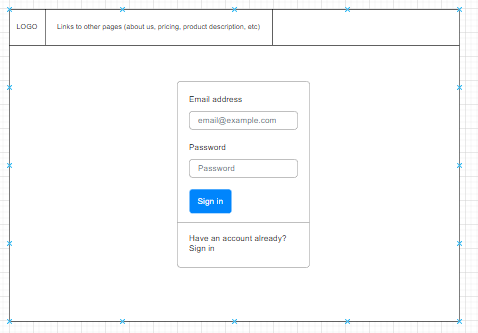 LOGO
Links to other pages (about us, pricing, product description, etc)
Email address
email@example.com
Password
Password
Sign in
Have an account already?
Sign in